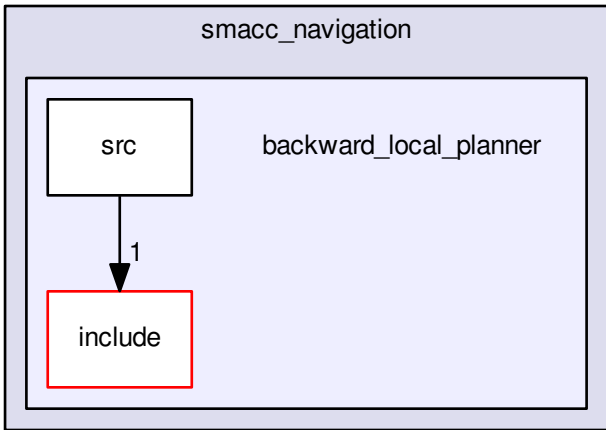 smacc_navigation
src
backward_local_planner
1
include